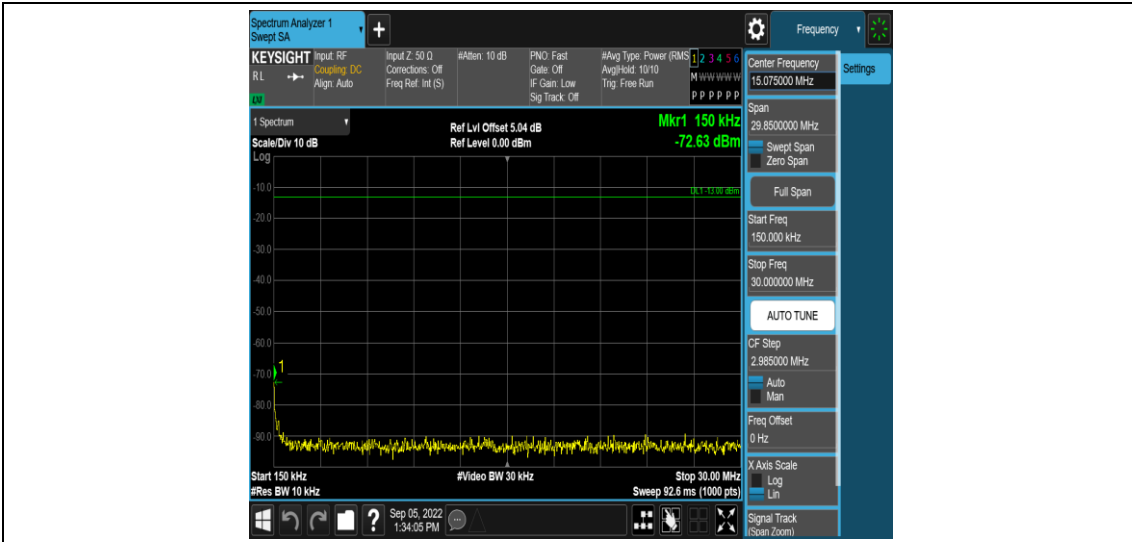 Spectrum Analyzer 1
Swept SA
+
Frequency
KEYSIGHT
RL
Input: RF
Coupling: DC
Align: Auto
Input Z: 50 Ω
Corrections: Off
Freq Ref: Int (S)
#Atten: 10 dB
PNO: Fast
Gate: Off
IF Gain: Low
Sig Track: Off
#Avg Type: Power (RMS
Avg|Hold: 10/10
Trig: Free Run
1 2 3 4 5 6
M W W W W W
P P P P P P
1 Spectrum
Scale/Div 10 dB
Log
Ref Lvl Offset 5.04 dB
Ref Level 0.00 dBm
Mkr1 150 kHz
-72.63 dBm
DL1 -13.00 dBm
-10.0
-20.0
-30.0
-40.0
-50.0
-60.0
-70.0
-80.0
-90.0
1
Start 150 kHz
#Res BW 10 kHz
#Video BW 30 kHz
Stop 30.00 MHz
Sweep 92.6 ms (1000 pts)
Sep 05, 2022
1:34:05 PM
?
Center Frequency
15.075000 MHz
Settings
Span
29.8500000 MHz
Swept Span
Zero Span
Full Span
Start Freq
150.000 kHz
Stop Freq
30.000000 MHz
AUTO TUNE
CF Step
2.985000 MHz
Auto
Man
Freq Offset
0 Hz
X Axis Scale
Log
Lin
Signal Track
(Span Zoom)